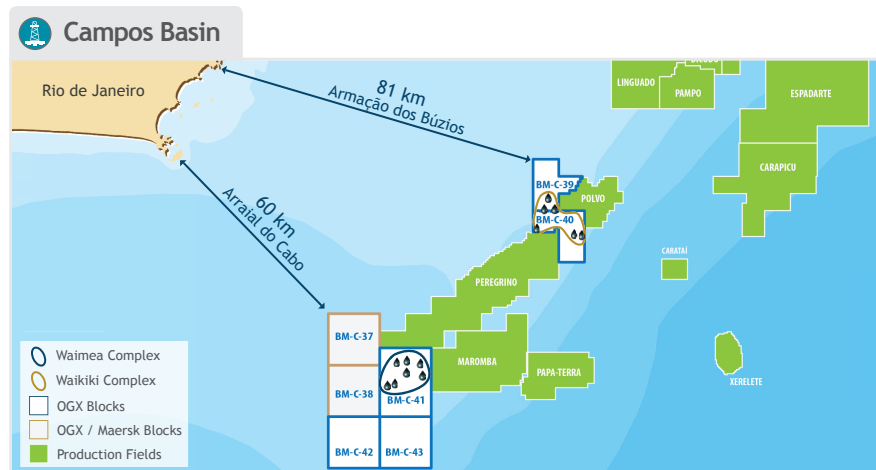 Campos Basin
Rio de Janeiro
81 km
Armação dos Búzios
60 km
Arraial do Cabo
LINGUADO
PAMPO
ESPADARTE
CARAPICU
BM-C-39
POLVO
BM-C-40
CARATAÍ
PEREGRINO
BM-C-37
MAROMBA
PAPA-TERRA
XERELETE
BM-C-38
BM-C-41
BM-C-42
BM-C-43
Waimea Complex
Waikiki Complex
OGX Blocks
OGX / Maersk Blocks
Production Fields